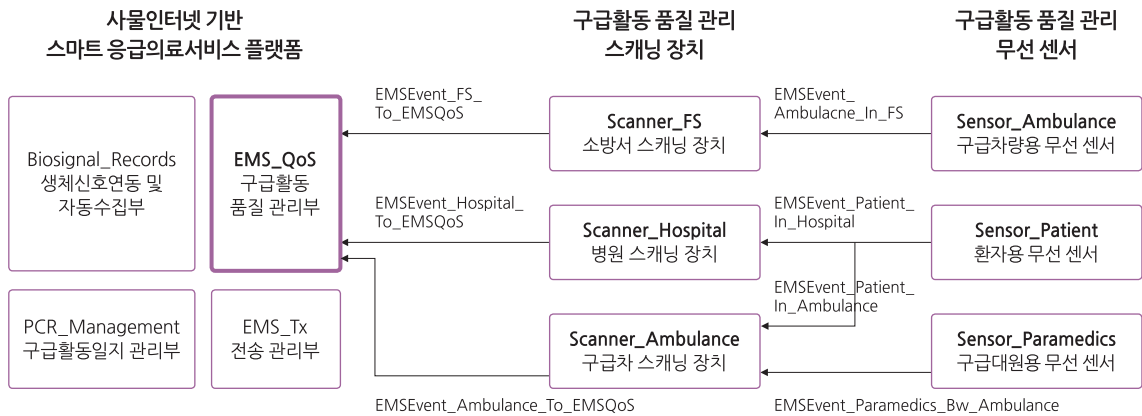 사물인터넷 기반
스마트 응급의료서비스 플랫폼
구급활동 품질 관리
스캐닝 장치
구급활동 품질 관리
무선 센서
Biosignal_Records
생체신호연동 및
자동수집부
EMS_QoS
구급활동
품질 관리부
PCR_Management
구급활동일지 관리부
EMS_Tx
전송 관리부
EMSEvent_FS_
To_EMSQoS
EMSEvent_Hospital_
To_EMSQoS
EMSEvent_Ambulance_To_EMSQoS
Scanner_FS
소방서 스캐닝 장치
Scanner_Hospital
병원 스캐닝 장치
Scanner_Ambulance
구급차 스캐닝 장치
EMSEvent_
Ambulacne_In_FS
EMSEvent_Patient_
In_Hospital
EMSEvent_Patient_
In_Ambulance
EMSEvent_Paramedics_Bw_Ambulance
Sensor_Ambulance
구급차량용 무선 센서
Sensor_Patient
환자용 무선 센서
Sensor_Paramedics
구급대원용 무선 센서